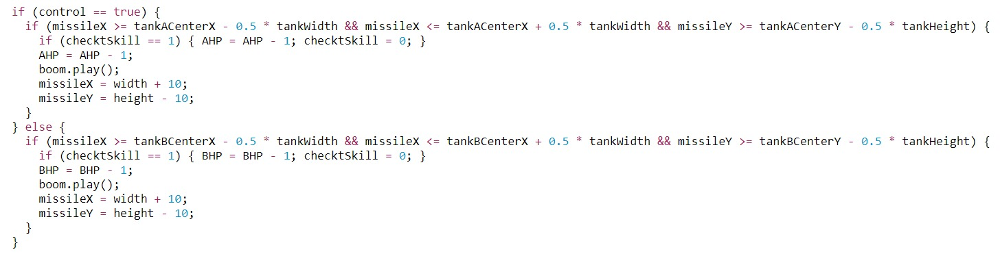 if (control == true) {
if (missileX >= tankACenterX - 0.5 * tankWidth && missileX <= tankACenterX + 0.5 * tankWidth && missileY >= tankACenterY - 0.5 * tankHeight) {
if (checktSkill == 1) { AHP = AHP - 1; checktSkill = 0; }
AHP = AHP - 1;
boom.play();
missileX = width + 10;
missileY = height - 10;
}
} else {
if (missileX >= tankBCenterX - 0.5 * tankWidth && missileX <= tankBCenterX + 0.5 * tankWidth && missileY >= tankBCenterY - 0.5 * tankHeight) {
if (checktSkill == 1) { BHP = BHP - 1; checktSkill = 0; }
BHP = BHP - 1;
boom.play();
missileX = width + 10;
missileY = height - 10;
}
}